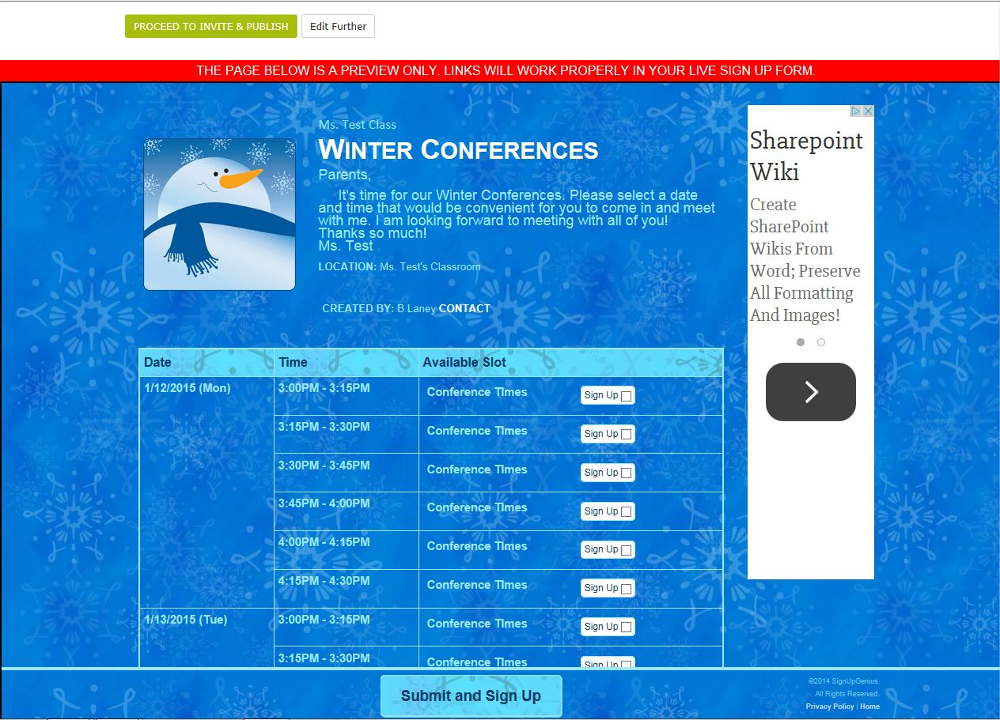 PROCEED TO INVITE & PUBLISH Edit Further
THE PAGE BELOW IS A PREVIEW ONLY. LINKS WILL WORK PROPERLY IN YOUR LIVE SIGN UP FORM.
Ms. Test Class
WINTER CONFERENCES
Parents,
It's time for our Winter Conferences. Please select a date
and time that would be convenient for you to come in and meet
with me. I am looking forward to meeting with all of you!
Thanks so much!
Ms. Test
LOCATION: Ms. Test's Classroom
CREATED BY: B Laney CONTACT
Date Time Available Slot
1/12/2015 (Mon) 3:00PM - 3:15PM Conference TImes Sign Up
3:15PM - 3:30PM Conference TImes Sign Up
3:30PM - 3:45PM Conference TImes Sign Up
3:45PM - 4:00PM Conference TImes Sign Up
4:00PM - 4:15PM Conference TImes Sign Up
4:15PM - 4:30PM Conference TImes Sign Up
1/13/2015 (Tue) 3:00PM - 3:15PM Conference TImes Sign Up
3:15PM - 3:30PM Conference TImes Sign Up
Sharepoint
Wiki
Create
SharePoint
Wikis From
Word; Preserve
All Formatting
And Images!
Submit and Sign Up
©2014 SignUpGenius.
All Rights Reserved.
Privacy Policy | Home